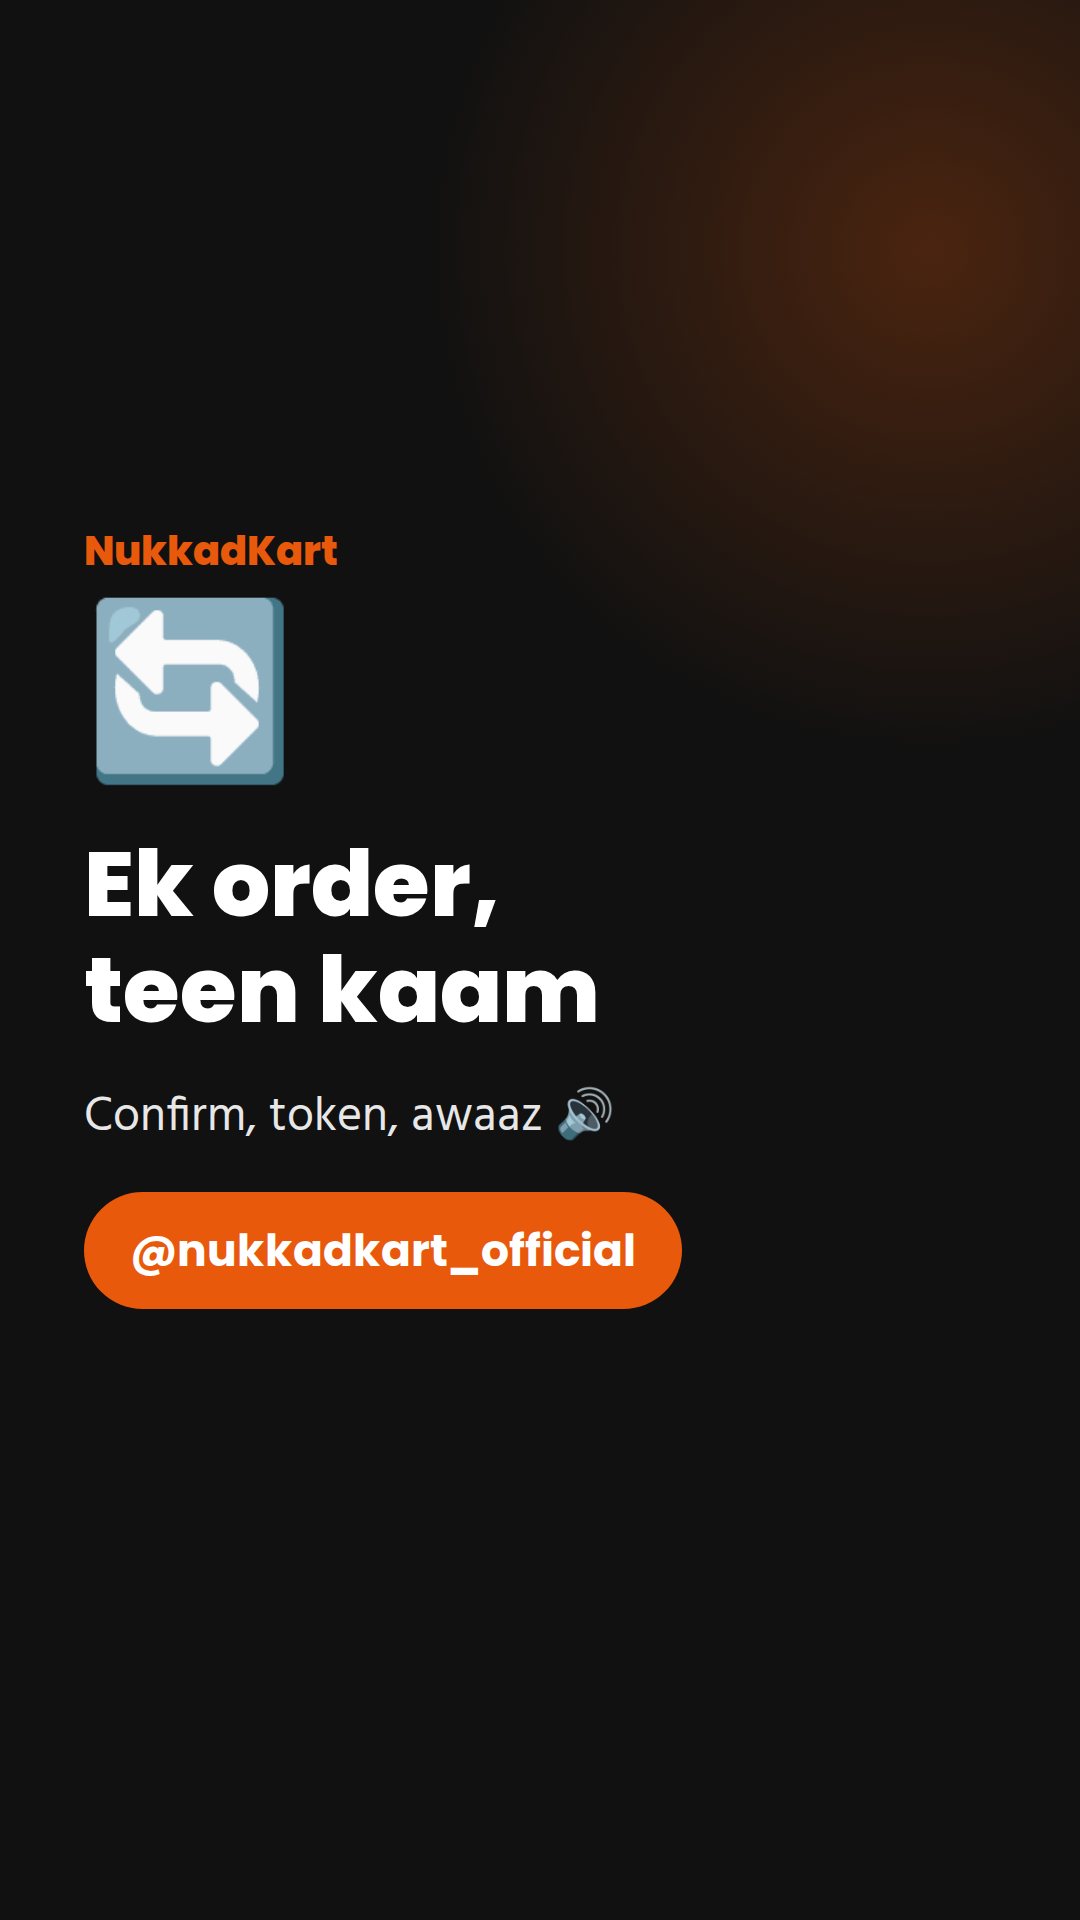 NukkadKart
Ek order,
teen kaam
Confirm, token, awaaz 🔊
@nukkadkart_official